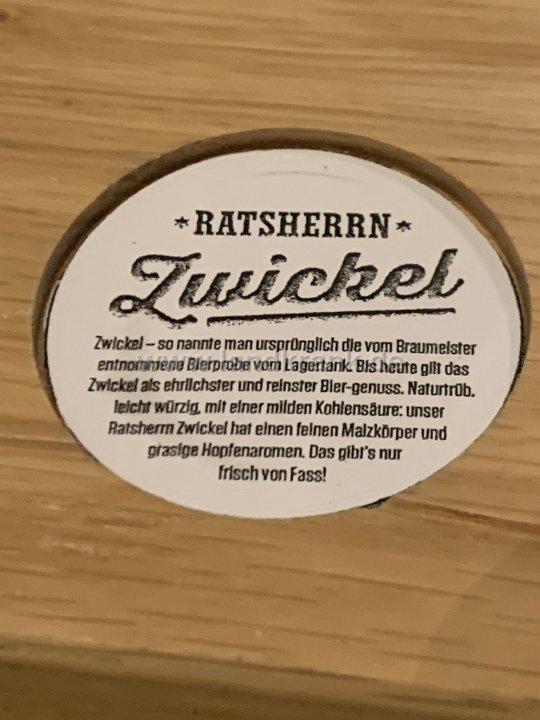 *RATSHERRN*
Zwickel
Zwickel – so nannte man ursprünglich die vom Braumeister
entnommene Bierprobe vom Lagertank. Bis heute gilt das
Zwickel als ehrlichster und reinster Bier-genuss. Naturtrüb,
leicht würzig, mit einer milden Kohlensäure: unser
Ratsherrn Zwickel hat einen feinen Malzkörper und
grasige Hopfenaromen. Das gibt's nur
frisch von Fass!